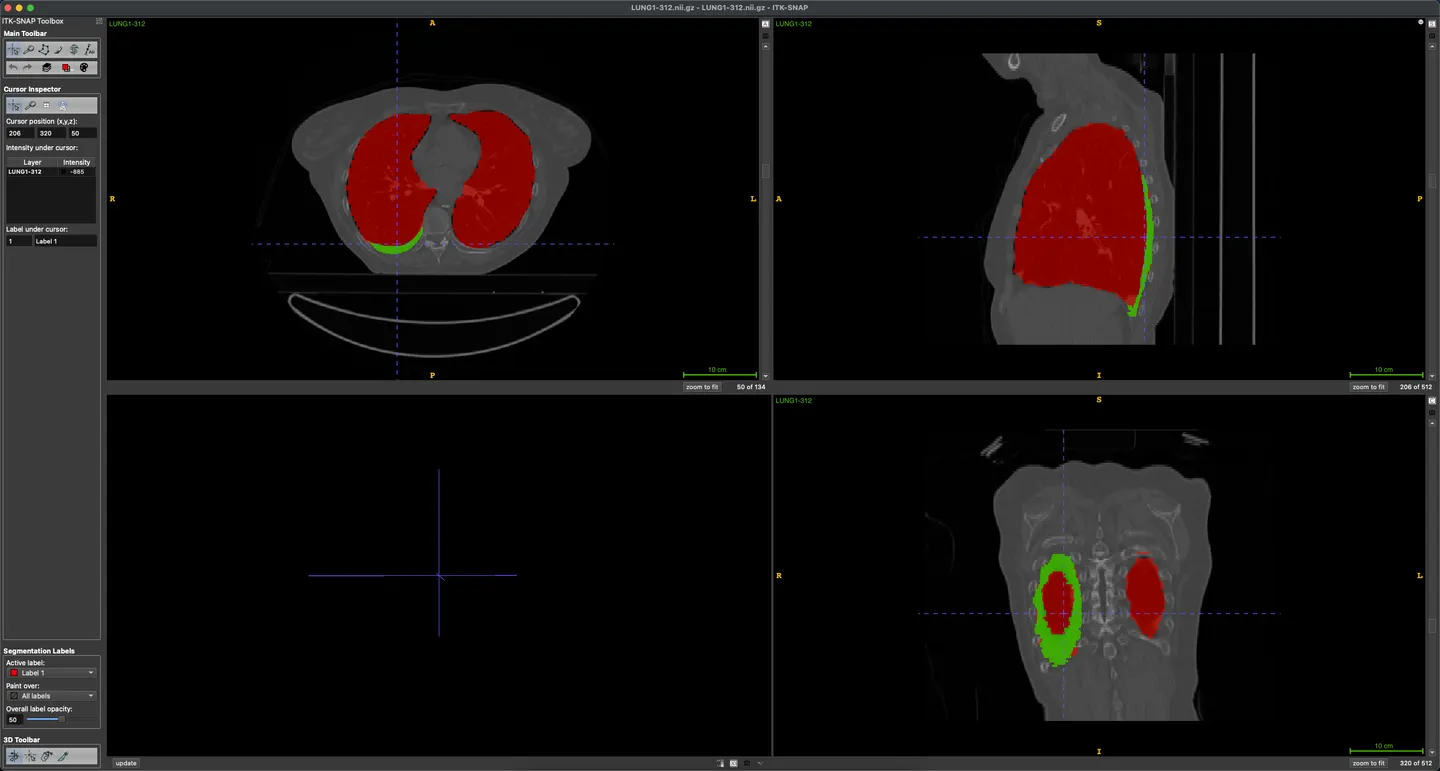 LUNG1-312.nii.gz - LUNG1-312.nii.gz - ITK-SNAP
ITK-SNAP Toolbox
Main Toolbar
Cursor Inspector
Cursor position (x,y,z):
206 320 50
Intensity under cursor:
Layer Intensity
LUNG1-312 -885
Label under cursor:
1 Label 1
Segmentation Labels
Active label:
Label 1
Paint over:
All labels
Overall label opacity:
50
3D Toolbar
LUNG1-312
A
R
L
P
10 cm
zoom to fit 50 of 134
LUNG1-312
S
A
P
I
10 cm
zoom to fit 206 of 512
update
LUNG1-312
S
R
L
I
10 cm
zoom to fit 320 of 512